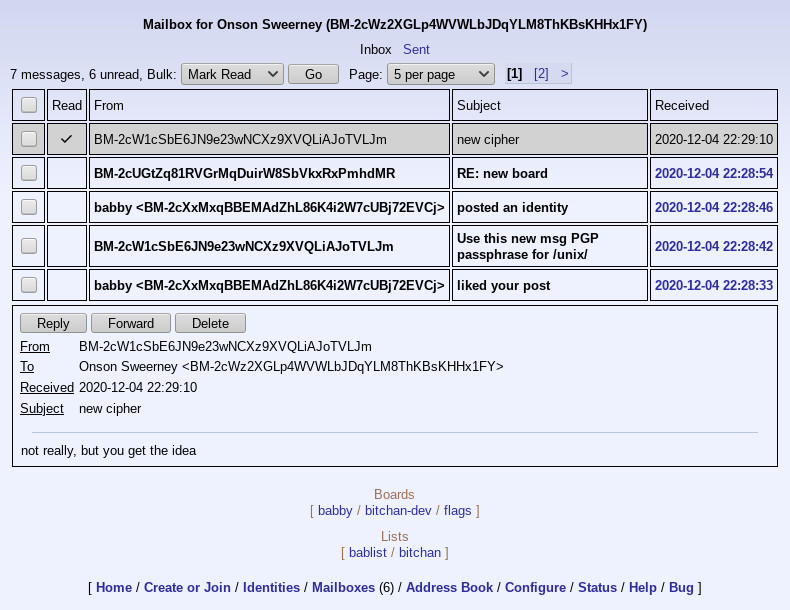 Mailbox for Onson Sweerney (BM-2cWz2XGLp4WVWLbJDqYLM8ThKBsKHHx1FY)
Inbox Sent
7 messages, 6 unread, Bulk: Mark Read Go Page: 5 per page [1] [2] >
Read From Subject Received
✓ BM-2cW1cSbE6JN9e23wNCXz9XVQLiAJoTVLJm new cipher 2020-12-04 22:29:10
BM-2cUGtZq81RVGrMqDuirW8SbVkxRxPmhdMR RE: new board 2020-12-04 22:28:54
babby <BM-2cXxMxqBBEMAdZhL86K4i2W7cUBj72EVCj> posted an identity 2020-12-04 22:28:46
BM-2cW1cSbE6JN9e23wNCXz9XVQLiAJoTVLJm Use this new msg PGP passphrase for /unix/ 2020-12-04 22:28:42
babby <BM-2cXxMxqBBEMAdZhL86K4i2W7cUBj72EVCj> liked your post 2020-12-04 22:28:33
Reply Forward Delete
From BM-2cW1cSbE6JN9e23wNCXz9XVQLiAJoTVLJm
To Onson Sweerney <BM-2cWz2XGLp4WVWLbJDqYLM8ThKBsKHHx1FY>
Received 2020-12-04 22:29:10
Subject new cipher
not really, but you get the idea
Boards
[ babby / bitchan-dev / flags ]
Lists
[ bablist / bitchan ]
[ Home / Create or Join / Identities / Mailboxes (6) / Address Book / Configure / Status / Help / Bug ]